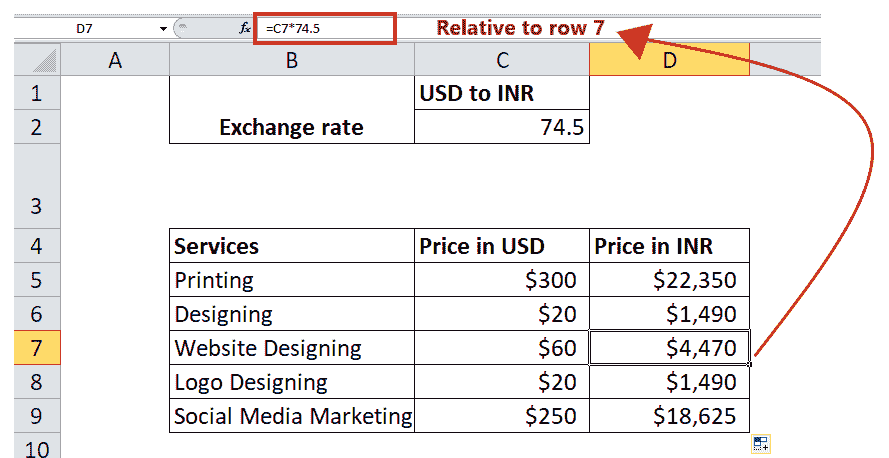 D7 fx =C7*74.5 Relative to row 7
A B C D
1 USD to INR
2 Exchange rate 74.5
3
4 Services Price in USD Price in INR
5 Printing $300 $22,350
6 Designing $20 $1,490
7 Website Designing $60 $4,470
8 Logo Designing $20 $1,490
9 Social Media Marketing $250 $18,625
10